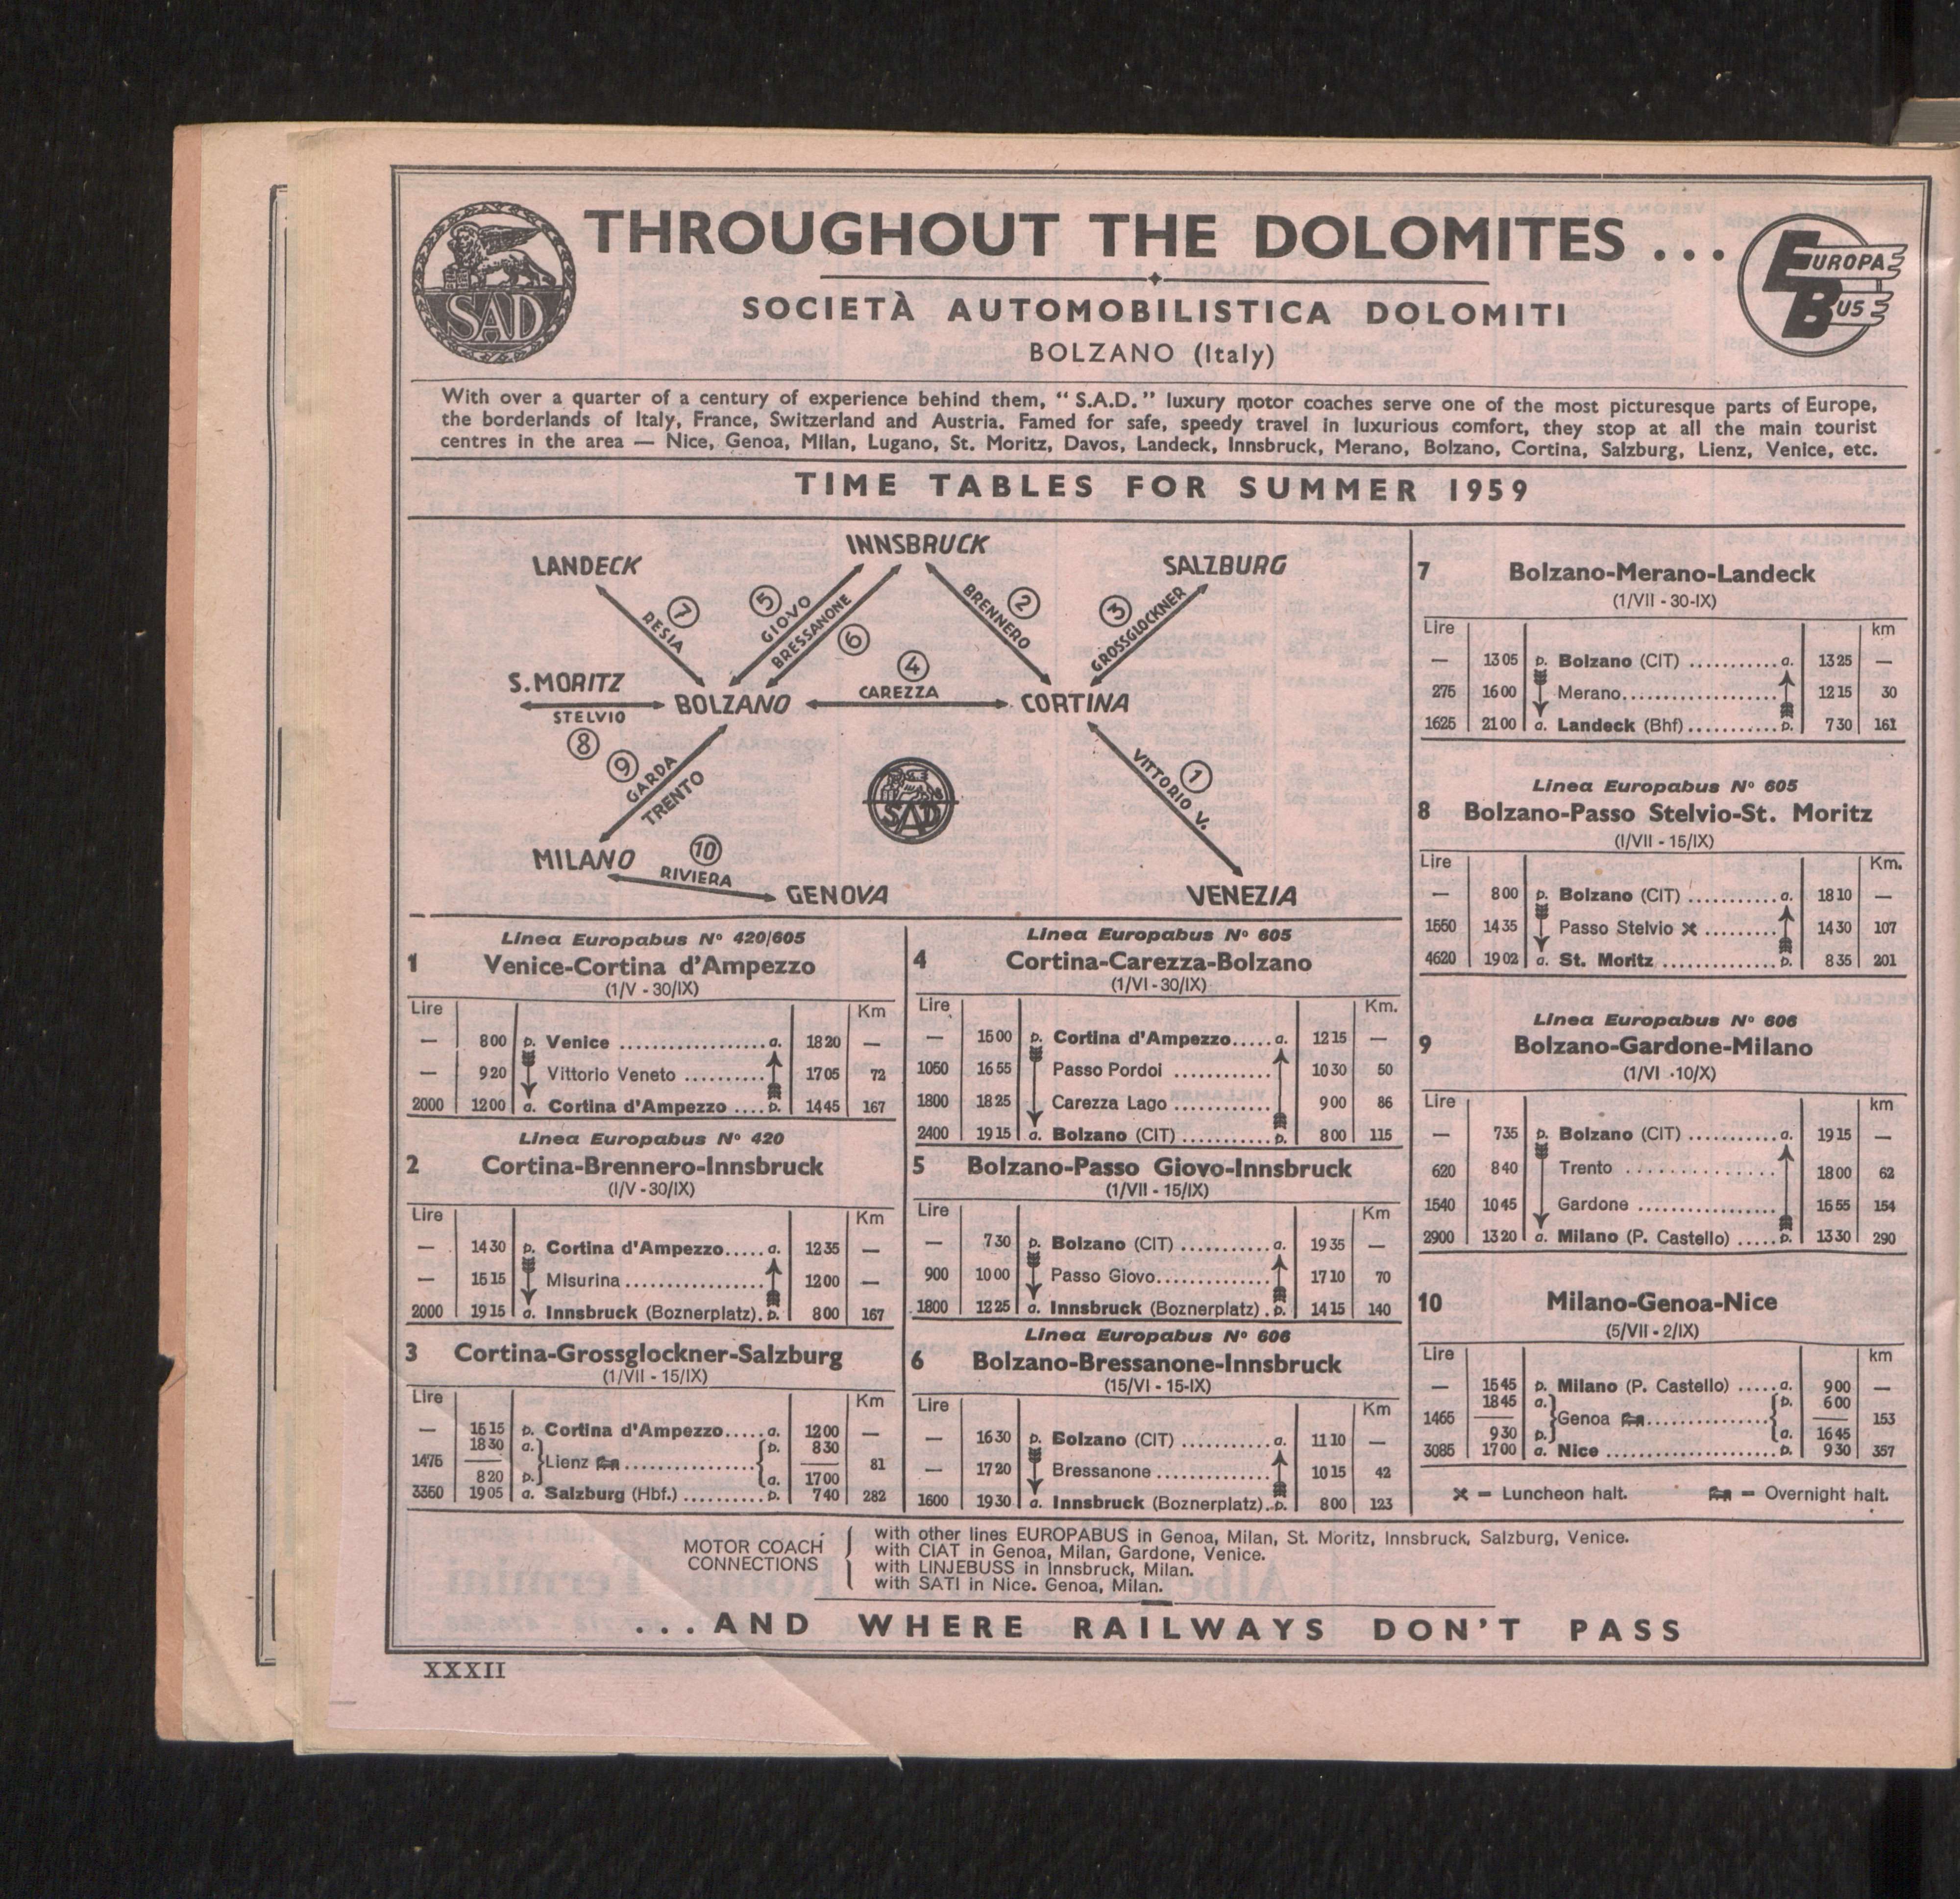 THROUGHOUT THE DOLOMITES ...
SAD
EUROPA BUS
SOCIETÀ AUTOMOBILISTICA DOLOMITI
BOLZANO (Italy)
With over a quarter of a century of experience behind them, “ S.A.D. ” luxury motor coaches serve one of the most picturesque parts of Europe,
the borderlands of Italy, France, Switzerland and Austria. Famed for safe, speedy travel in luxurious comfort, they stop at all the main tourist
centres in the area — Nice, Genoa, Milan, Lugano, St. Moritz, Davos, Landeck, Innsbruck, Merano, Bolzano, Cortina, Salzburg, Lienz, Venice, etc.
TIME TABLES FOR SUMMER 1959
LANDECK
INNSBRUCK
SALZBURG
7 RESIA
5 GIOVO
BRESSANONE 6
2 BRENNERO
3 GROSSGLOCKNER
S.MORITZ
STELVIO
8
BOLZANO
4
CAREZZA
CORTINA
9 GARDA
TRENTO
SAD
1
VITTORIO V.
MILANO
10
RIVIERA
GENOVA
VENEZIA
Linea Europabus Nº 420/605
1 Venice-Cortina d'Ampezzo
(1/V - 30/IX)
Lire Km
— 8 00 p. Venice ................. a. 18 20 —
— 9 20 Vittorio Veneto .......... 17 05 72
2000 12 00 a. Cortina d'Ampezzo .... p. 14 45 167
Linea Europabus Nº 420
2 Cortina-Brennero-Innsbruck
(I/V - 30/IX)
Lire Km
— 14 30 p. Cortina d'Ampezzo..... a. 12 35 —
— 15 15 Misurina ................. 12 00 —
2000 19 15 a. Innsbruck (Boznerplatz). p. 8 00 167
3 Cortina-Grossglockner-Salzburg
(1/VII - 15/IX)
Lire Km
— 15 15 p. Cortina d'Ampezzo..... a. 12 00 —
18 30 a. p. 8 30
1475 Lienz ................ 81
8 20 p. a. 17 00
3350 19 05 a. Salzburg (Hbf.) .......... p. 7 40 282
Linea Europabus Nº 605
4 Cortina-Carezza-Bolzano
(1/VI - 30/IX)
Lire Km.
— 15 00 p. Cortina d'Ampezzo..... a. 12 15 —
1050 16 55 Passo Pordoi ............ 10 30 50
1800 18 25 Carezza Lago ............ 9 00 86
2400 19 15 a. Bolzano (CIT) ........... p. 8 00 115
5 Bolzano-Passo Giovo-Innsbruck
(1/VII - 15/IX)
Lire Km
— 7 30 p. Bolzano (CIT) ........... a. 19 35 —
900 10 00 Passo Giovo.............. 17 10 70
1800 12 25 a. Innsbruck (Boznerplatz) . p. 14 15 140
Linea Europabus Nº 606
6 Bolzano-Bressanone-Innsbruck
(15/VI - 15-IX)
Lire Km
— 16 30 p. Bolzano (CIT) ........... a. 11 10 —
— 17 20 Bressanone .............. 10 15 42
1600 19 30 a. Innsbruck (Boznerplatz).. p. 8 00 123
7 Bolzano-Merano-Landeck
(1/VII - 30-IX)
Lire km
— 13 05 p. Bolzano (CIT) ........... a. 13 25 —
275 16 00 Merano................... 12 15 30
1625 21 00 a. Landeck (Bhf) ........... p. 7 30 161
Linea Europabus Nº 605
8 Bolzano-Passo Stelvio-St. Moritz
(I/VII - 15/IX)
Lire Km.
— 8 00 p. Bolzano (CIT) ........... a. 18 10 —
1550 14 35 Passo Stelvio ✕ ......... 14 30 107
4620 19 02 a. St. Moritz .............. p. 8 35 201
Linea Europabus Nº 606
9 Bolzano-Gardone-Milano
(1/VI -10/X)
Lire km
— 7 35 p. Bolzano (CIT) ........... a. 19 15 —
620 8 40 Trento .................. 18 00 62
1540 10 45 Gardone ................. 15 55 154
2900 13 20 a. Milano (P. Castello) ..... p. 13 30 290
10 Milano-Genoa-Nice
(5/VII - 2/IX)
Lire km
— 15 45 p. Milano (P. Castello) ..... a. 9 00 —
18 45 a. p. 6 00
1465 Genoa ............... 153
9 30 p. a. 16 45
3085 17 00 a. Nice ..................... p. 9 30 357
✕ = Luncheon halt. = Overnight halt.
MOTOR COACH CONNECTIONS
with other lines EUROPABUS in Genoa, Milan, St. Moritz, Innsbruck, Salzburg, Venice.
with CIAT in Genoa, Milan, Gardone, Venice.
with LINJEBUSS in Innsbruck, Milan.
with SATI in Nice. Genoa, Milan.
...AND WHERE RAILWAYS DON'T PASS
XXXII